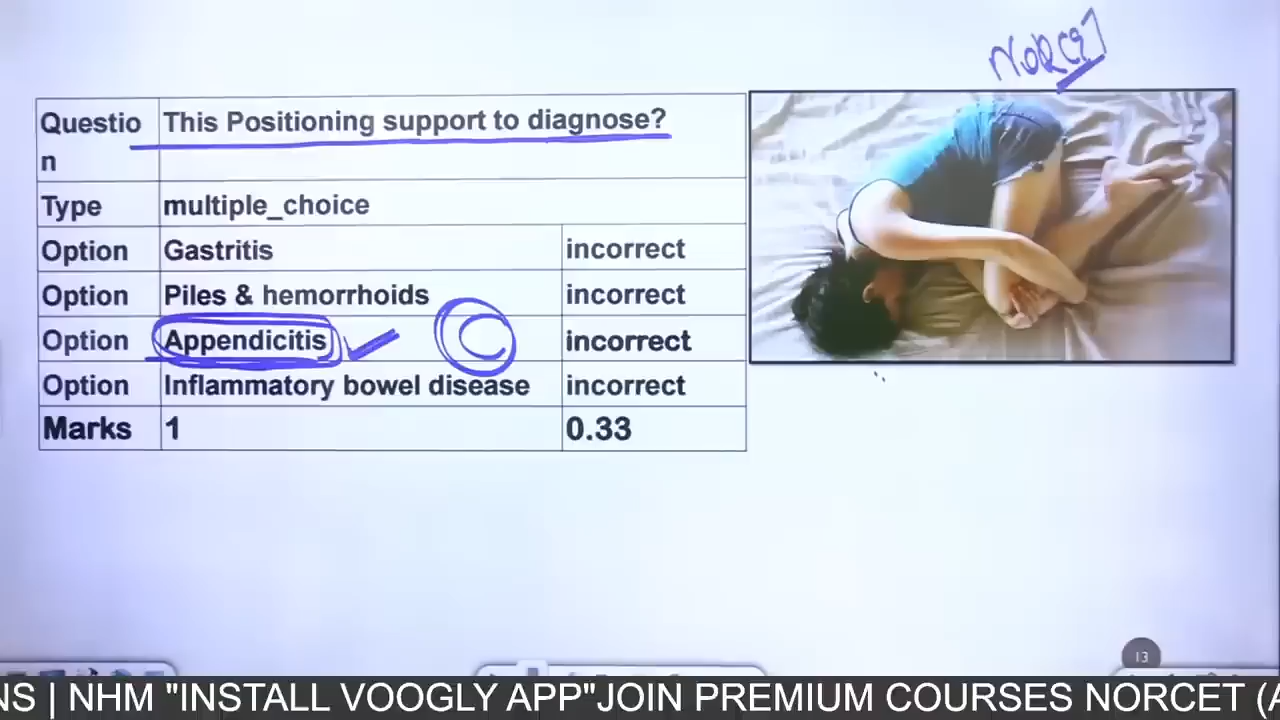 NORCET
Questio
n
This Positioning support to diagnose?
Type multiple_choice
Option Gastritis incorrect
Option Piles & hemorrhoids incorrect
Option Appendicitis incorrect
C
Option Inflammatory bowel disease incorrect
Marks 1 0.33
13
NS | NHM "INSTALL VOOGLY APP"JOIN PREMIUM COURSES NORCET (A